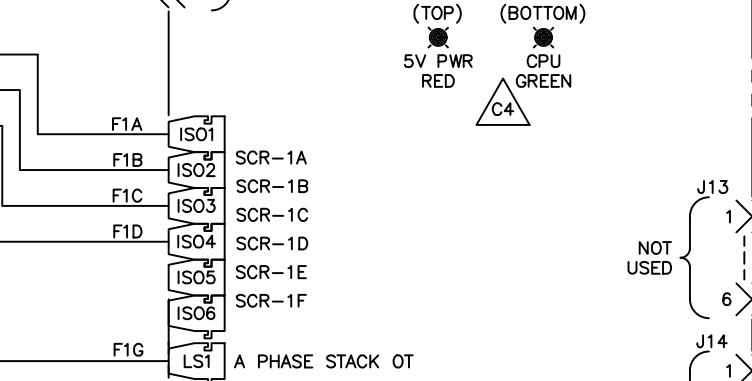 (TOP) (BOTTOM)
5V PWR CPU
RED GREEN
C4
F1A ISO1
SCR-1A
F1B ISO2
SCR-1B
F1C ISO3
SCR-1C
F1D ISO4
SCR-1D
ISO5 SCR-1E
ISO6 SCR-1F
F1G LS1 A PHASE STACK OT
J13
1
NOT
USED
6
J14
1